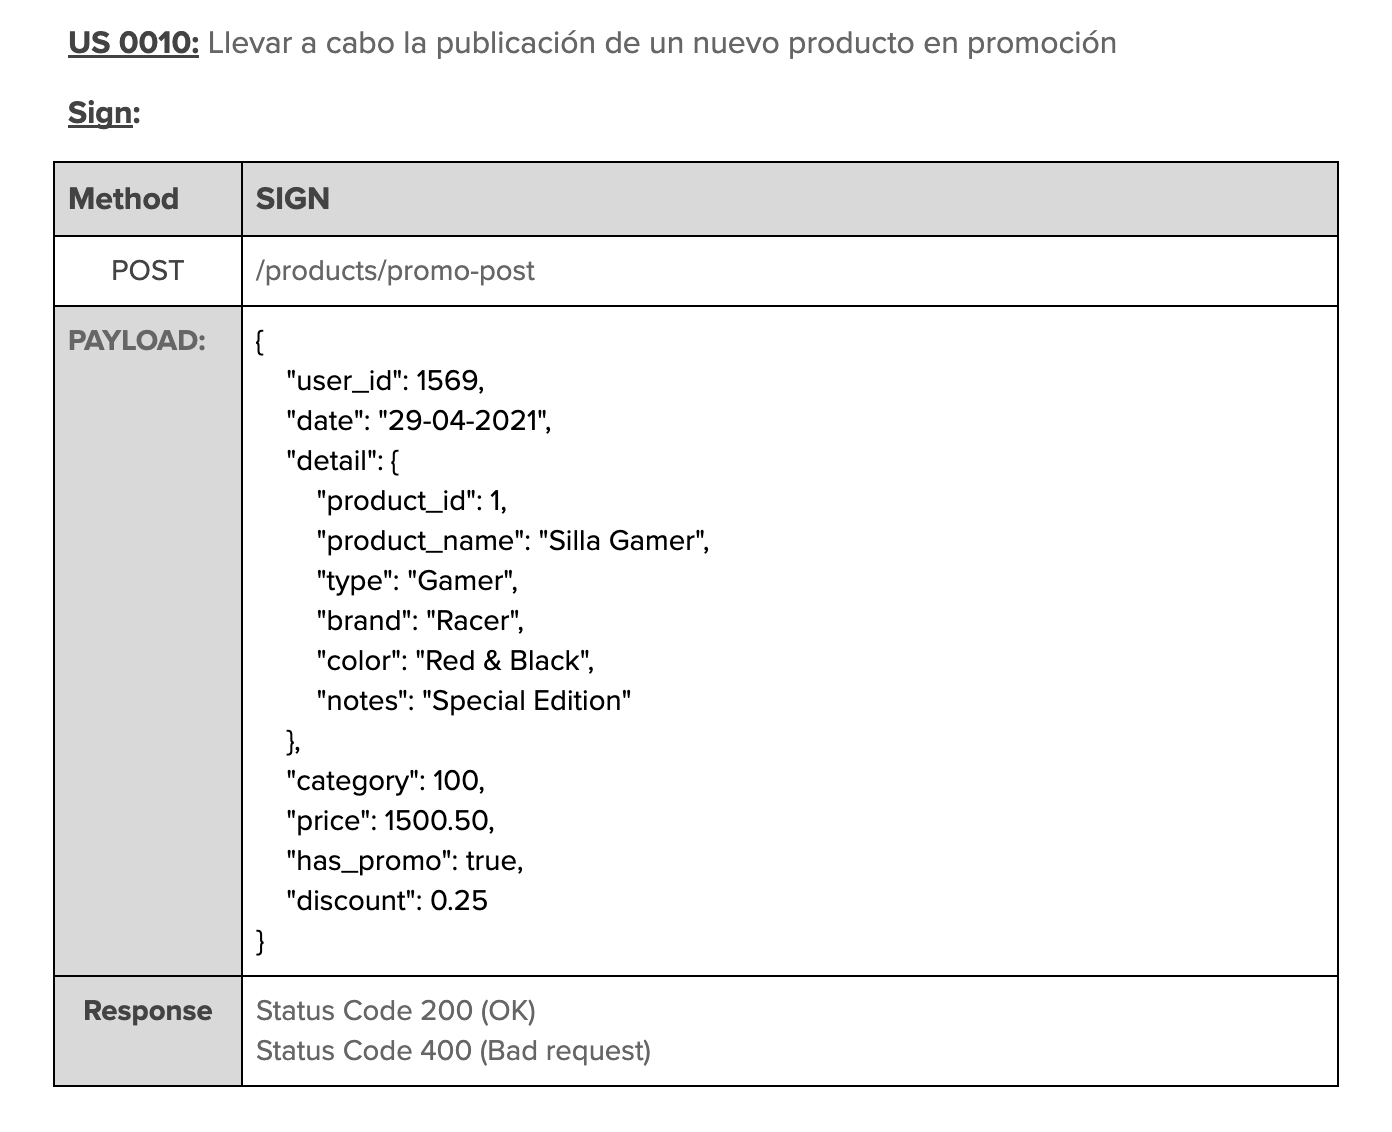 US 0010: Llevar a cabo la publicación de un nuevo producto en promoción
Sign:
Method SIGN
POST /products/promo-post
PAYLOAD: {
"user_id": 1569,
"date": "29-04-2021",
"detail": {
"product_id": 1,
"product_name": "Silla Gamer",
"type": "Gamer",
"brand": "Racer",
"color": "Red & Black",
"notes": "Special Edition"
},
"category": 100,
"price": 1500.50,
"has_promo": true,
"discount": 0.25
}
Response Status Code 200 (OK)
Status Code 400 (Bad request)